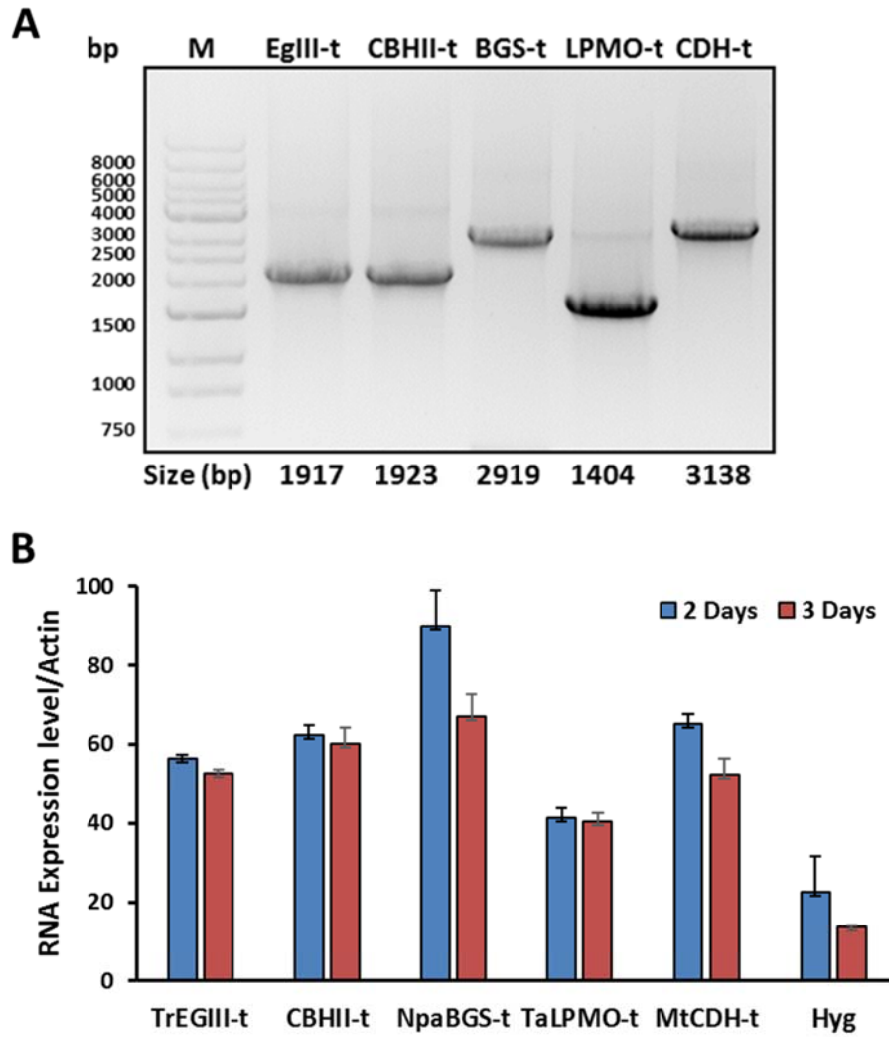 A
bp M EgIII-t CBHII-t BGS-t LPMO-t CDH-t
8000
6000
5000
4000
3000
2500
2000
1500
1000
750
Size (bp) 1917 1923 2919 1404 3138
B
RNA Expression level/Actin
100
80
60
40
20
0
2 Days 3 Days
TrEGIII-t CBHII-t NpaBGS-t TaLPMO-t MtCDH-t Hyg